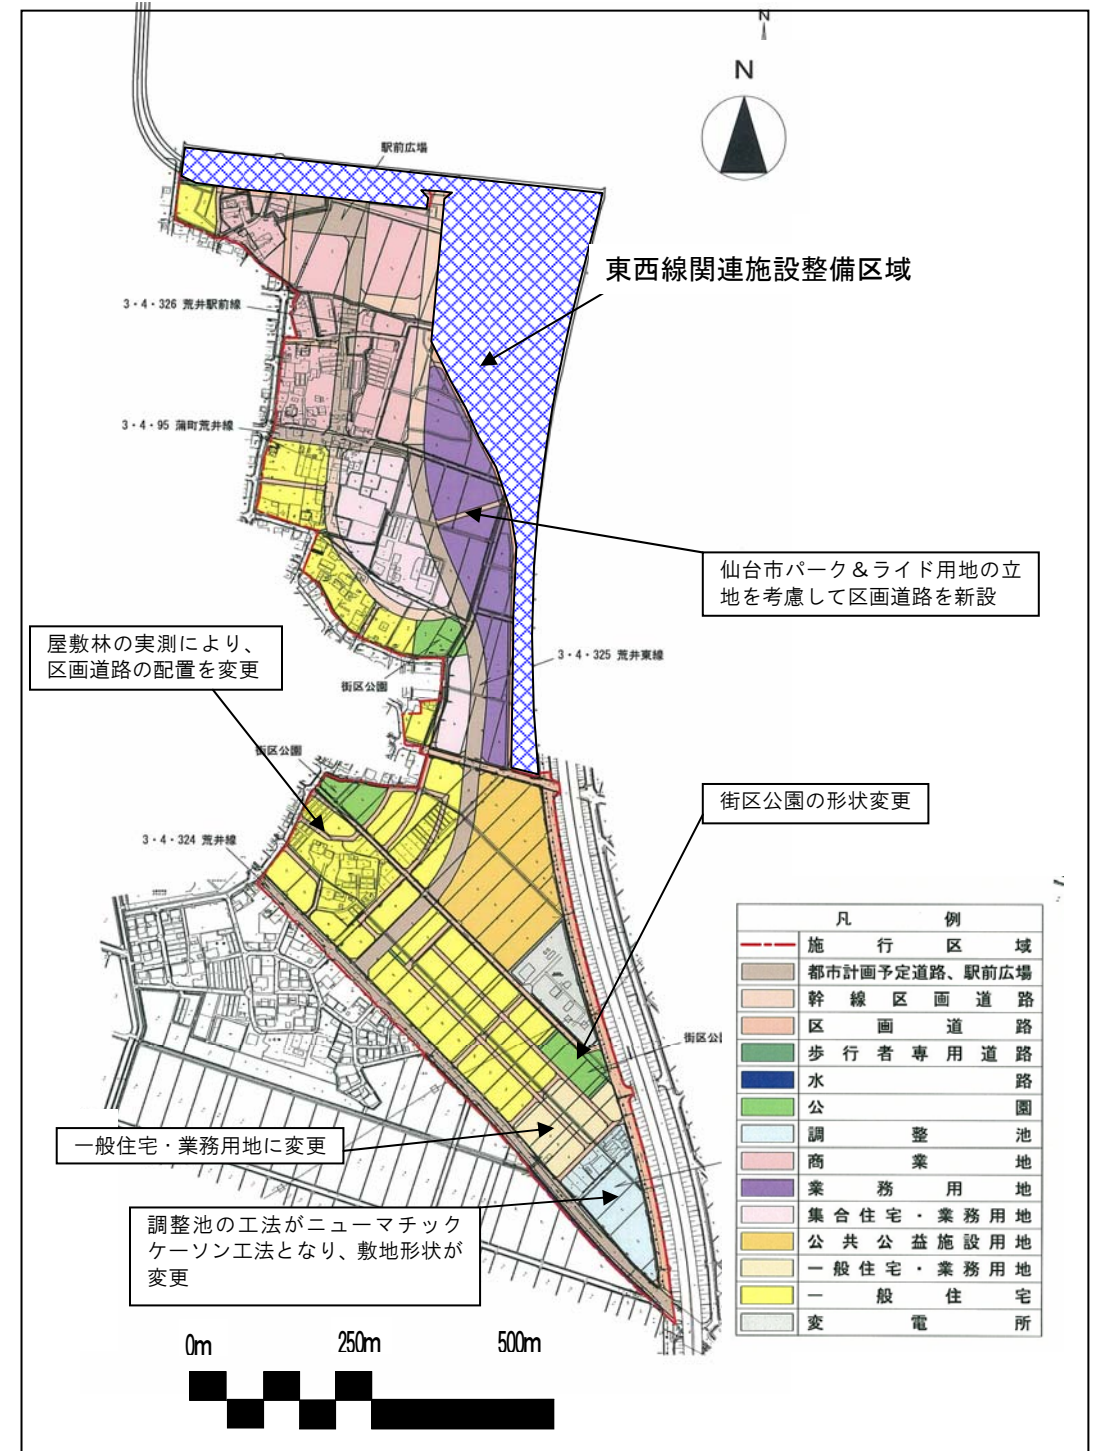 N
N
駅前広場
東西線関連施設整備区域
3・4・326 荒井駅前線
3・4・95 蒲町荒井線
仙台市パーク＆ライド用地の立
地を考慮して区画道路を新設
屋敷林の実測により、
区画道路の配置を変更
3・4・325 荒井東線
街区公園
街区公園
街区公園の形状変更
3・4・324 荒井線
街区公
一般住宅・業務用地に変更
調整池の工法がニューマチック
ケーソン工法となり、敷地形状が
変更
凡例
施行区域
都市計画予定道路、駅前広場
幹線区画道路
区画道路
歩行者専用道路
水路
公園
調整池
商業地
業務用地
集合住宅・業務用地
公共公益施設用地
一般住宅・業務用地
一般住宅
変電所
0m 250m 500m